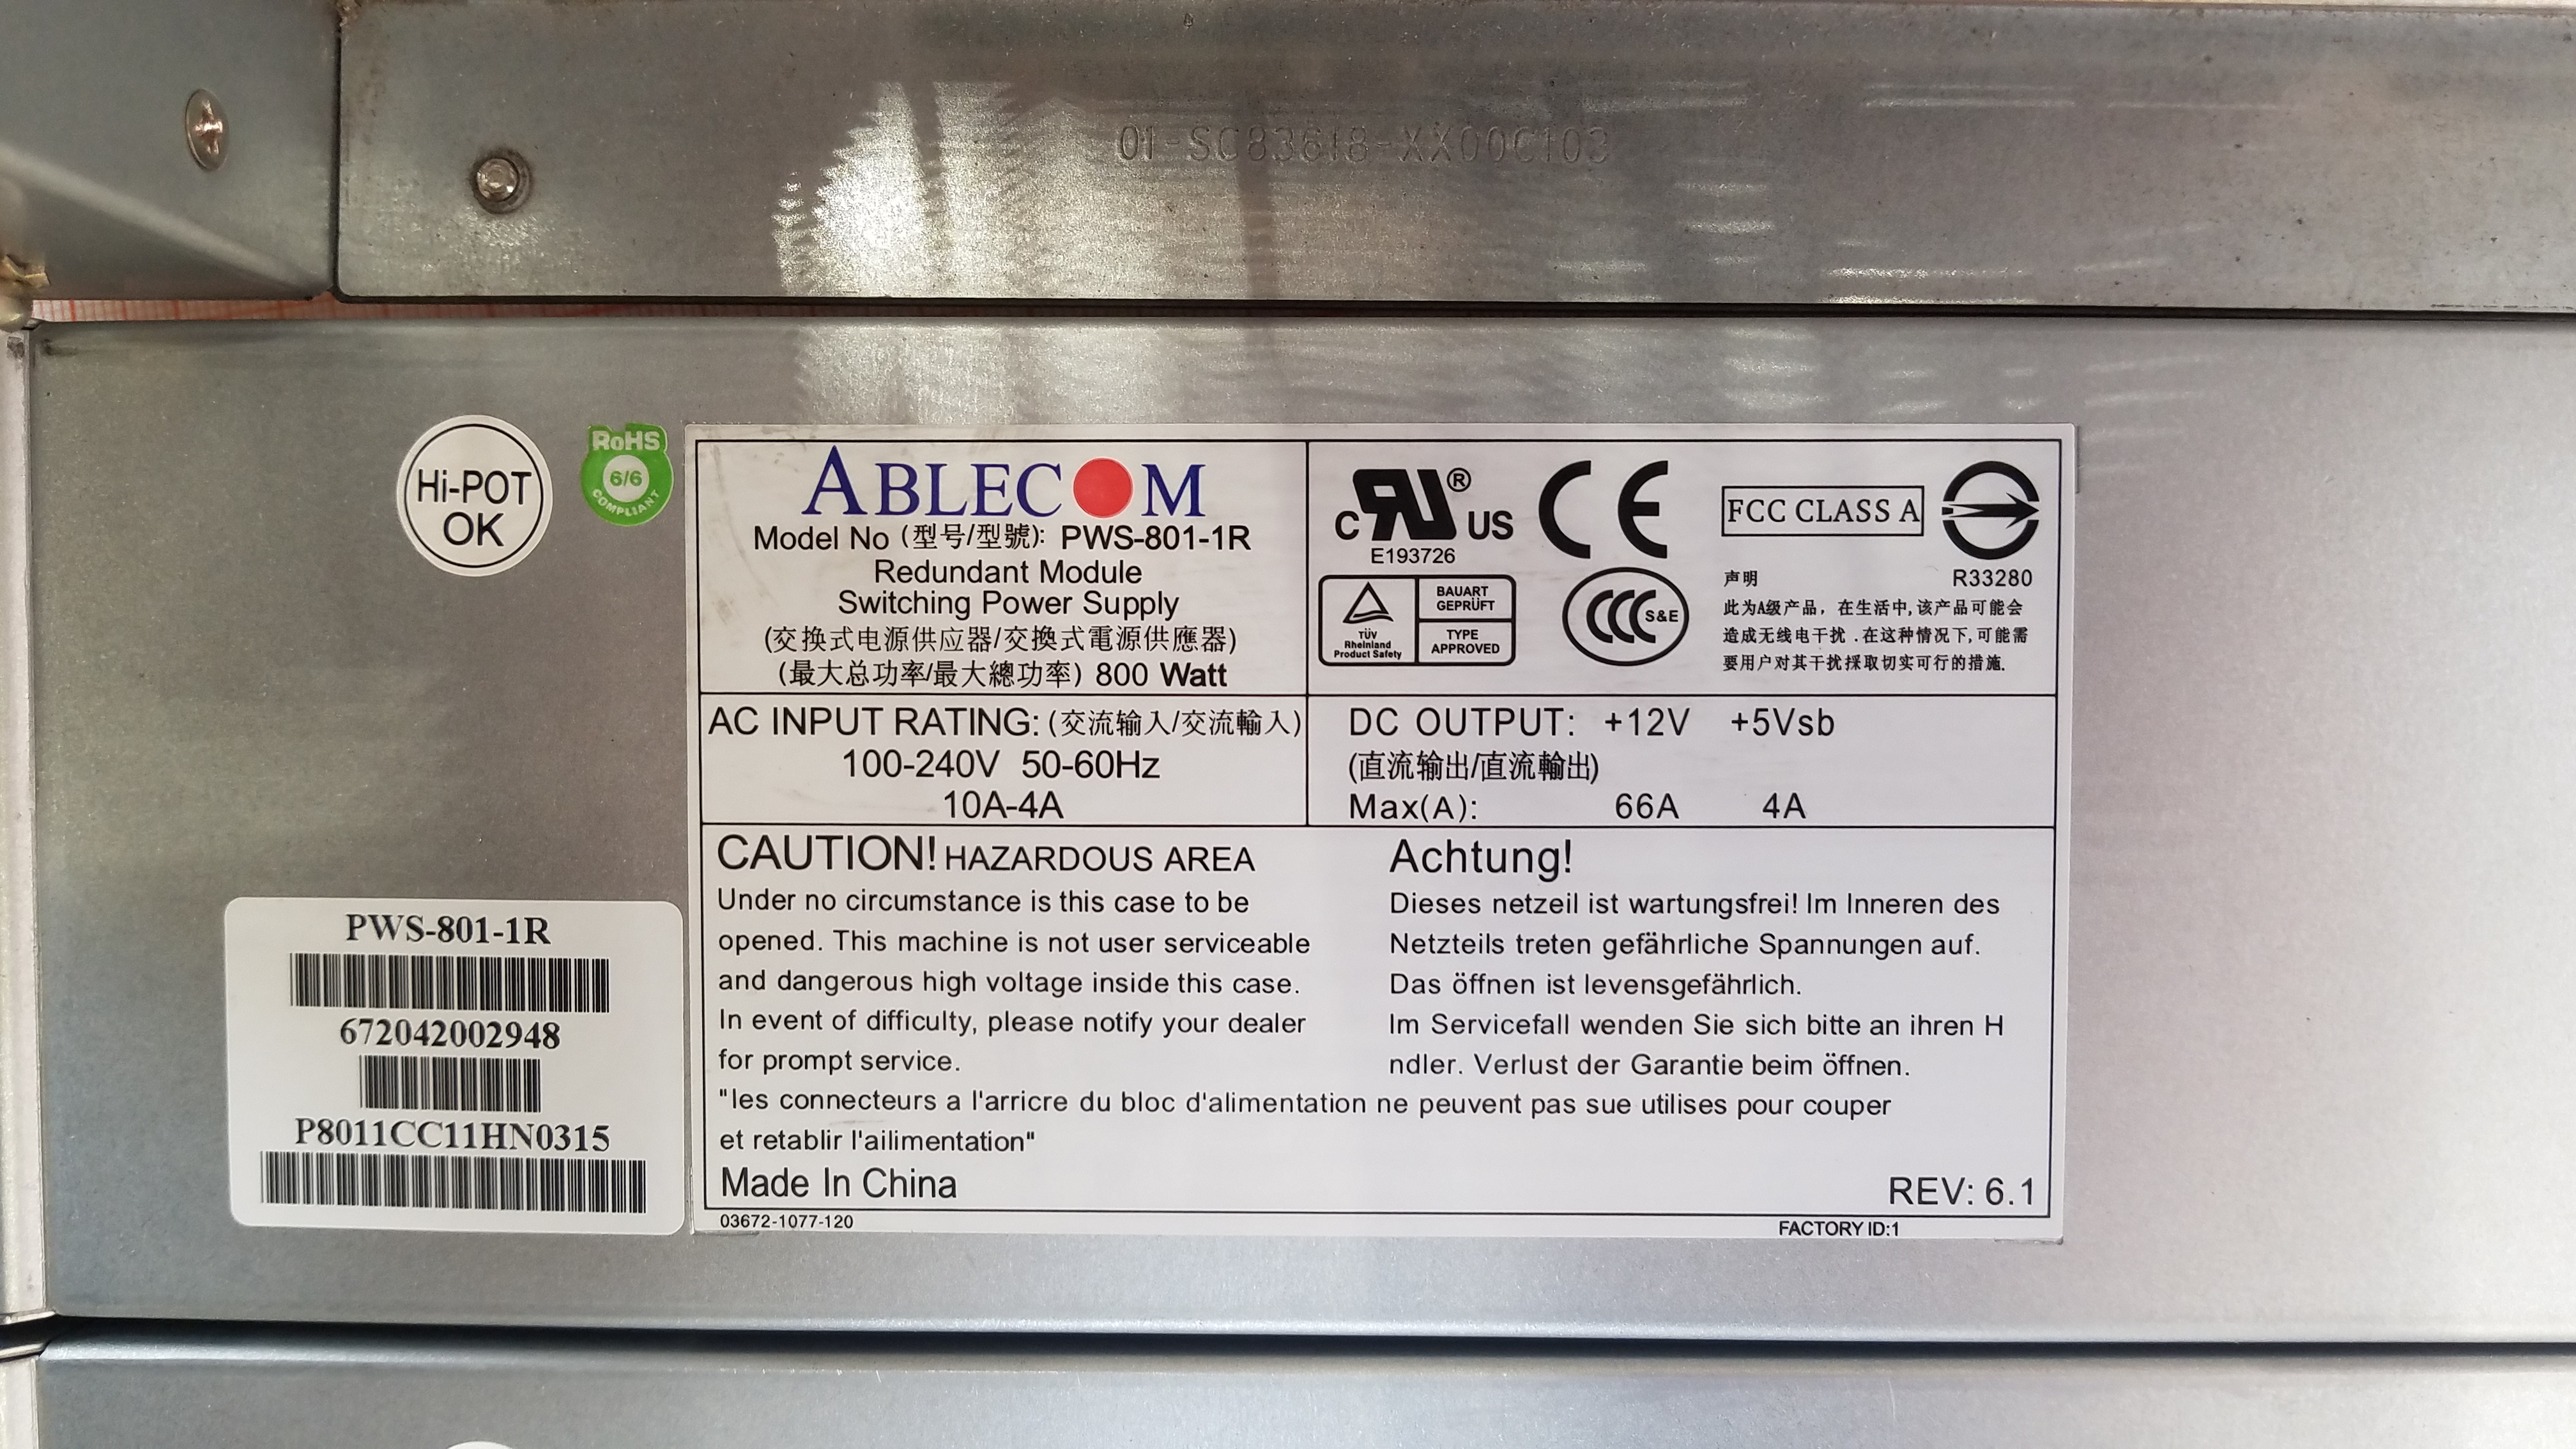 01-SC83618-XX00C103
Hi-POT
OK
RoHS
6/6
COMPLIANT
ABLECOM
Model No (型号/型號): PWS-801-1R
Redundant Module
Switching Power Supply
(交换式电源供应器/交換式電源供應器)
(最大总功率/最大總功率) 800 Watt
C RU ® US
E193726
CE
FCC CLASS A
R33280
TÜV
Rheinland
Product Safety
BAUART
GEPRÜFT
TYPE
APPROVED
CCC S&E
声明
此为A级产品，在生活中,该产品可能会
造成无线电干扰.在这种情况下,可能需
要用户对其干扰採取切实可行的措施.
AC INPUT RATING: (交流输入/交流輸入)
100-240V 50-60Hz
10A-4A
DC OUTPUT: +12V +5Vsb
(直流输出/直流輸出)
Max(A): 66A 4A
CAUTION! HAZARDOUS AREA
Under no circumstance is this case to be
opened. This machine is not user serviceable
and dangerous high voltage inside this case.
In event of difficulty, please notify your dealer
for prompt service.
Achtung!
Dieses netzeil ist wartungsfrei! Im Inneren des
Netzteils treten gefährliche Spannungen auf.
Das öffnen ist levensgefährlich.
Im Servicefall wenden Sie sich bitte an ihren H
ndler. Verlust der Garantie beim öffnen.
"les connecteurs a l'arricre du bloc d'alimentation ne peuvent pas sue utilises pour couper
et retablir l'ailimentation"
Made In China
REV: 6.1
03672-1077-120
FACTORY ID:1
PWS-801-1R
672042002948
P8011CC11HN0315